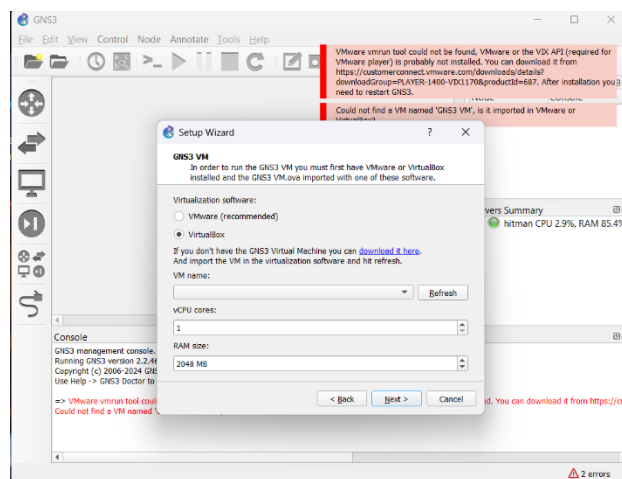 GNS3
File Edit View Control Node Annotate Tools Help
VMware vmrun tool could not be found, VMware or the VIX API (required for
VMware player) is probably not installed. You can download it from
https://customerconnect.vmware.com/downloads/details?
downloadGroup=PLAYER-1400-VIX1170&productId=687. After installation you
need to restart GNS3.
Could not find a VM named 'GNS3 VM', is it imported in VMware or
VirtualBox?
Setup Wizard
GNS3 VM
In order to run the GNS3 VM you must first have VMware or VirtualBox
installed and the GNS3 VM.ova imported with one of these software.
Virtualization software:
VMware (recommended)
VirtualBox
If you don't have the GNS3 Virtual Machine you can download it here.
And import the VM in the virtualization software and hit refresh.
VM name:
Refresh
vCPU cores:
1
RAM size:
2048 MB
< Back Next > Cancel
vers Summary
hitman CPU 2.9%, RAM 85.4%
Console
GNS3 management console.
Running GNS3 version 2.2.46
Copyright (c) 2006-2024 GNS
Use Help -> GNS3 Doctor to
=> VMware vmrun tool coul
d. You can download it from https://cu
Could not find a VM named
2 errors